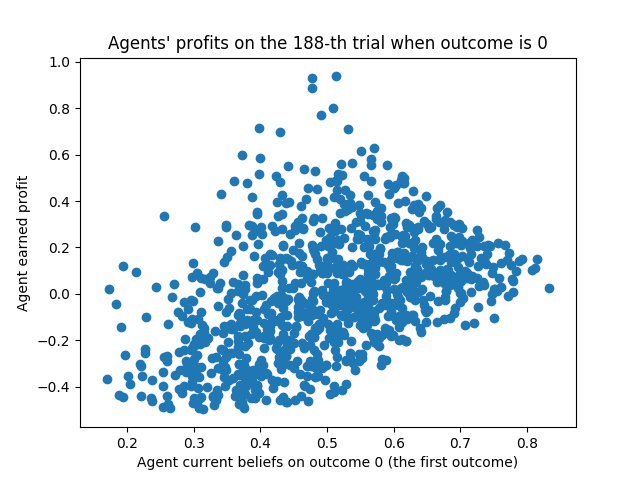 Agents' profits on the 188-th trial when outcome is 0
1.0
0.8
0.6
0.4
0.2
0.0
−0.2
−0.4
Agent earned profit
0.2 0.3 0.4 0.5 0.6 0.7 0.8
Agent current beliefs on outcome 0 (the first outcome)